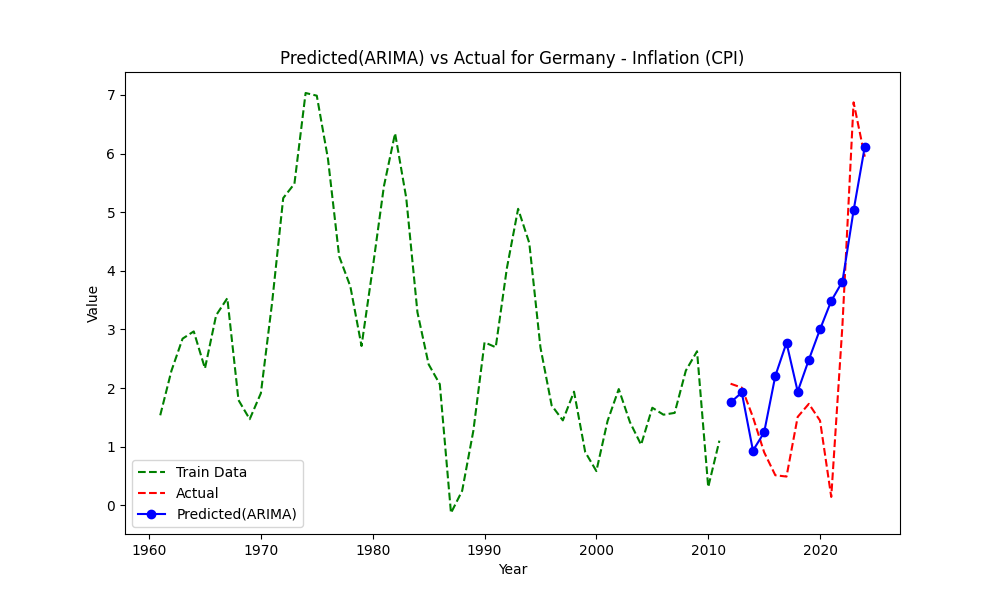 Predicted(ARIMA) vs Actual for Germany - Inflation (CPI)
7
6
5
4
3
2
1
0
Value
Train Data
Actual
Predicted(ARIMA)
1960 1970 1980 1990 2000 2010 2020
Year